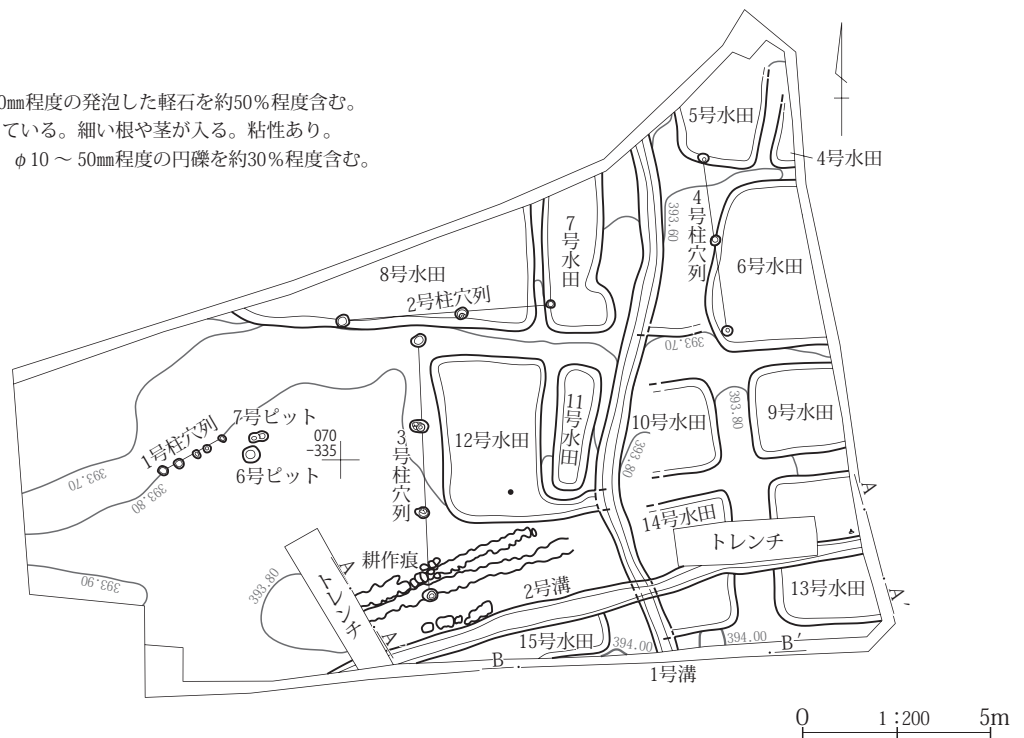 0㎜程度の発泡した軽石を約50%程度含む。
ている。細い根や茎が入る。粘性あり。
φ10～50㎜程度の円礫を約30%程度含む。
5号水田
4号水田
4号柱穴列
393.60
6号水田
7号水田
8号水田
2号柱穴列
393.70
393.80
9号水田
10号水田
11号水田
12号水田
393.80
3号柱穴列
7号ピット
1号柱穴列
070
-335
6号ピット
393.70
393.80
14号水田
トレンチ
A
耕作痕
A
トレンチ
393.80
393.90
2号溝
13号水田
A′
A′
15号水田
394.00
394.00
B
B′
1号溝
0 1:200 5m